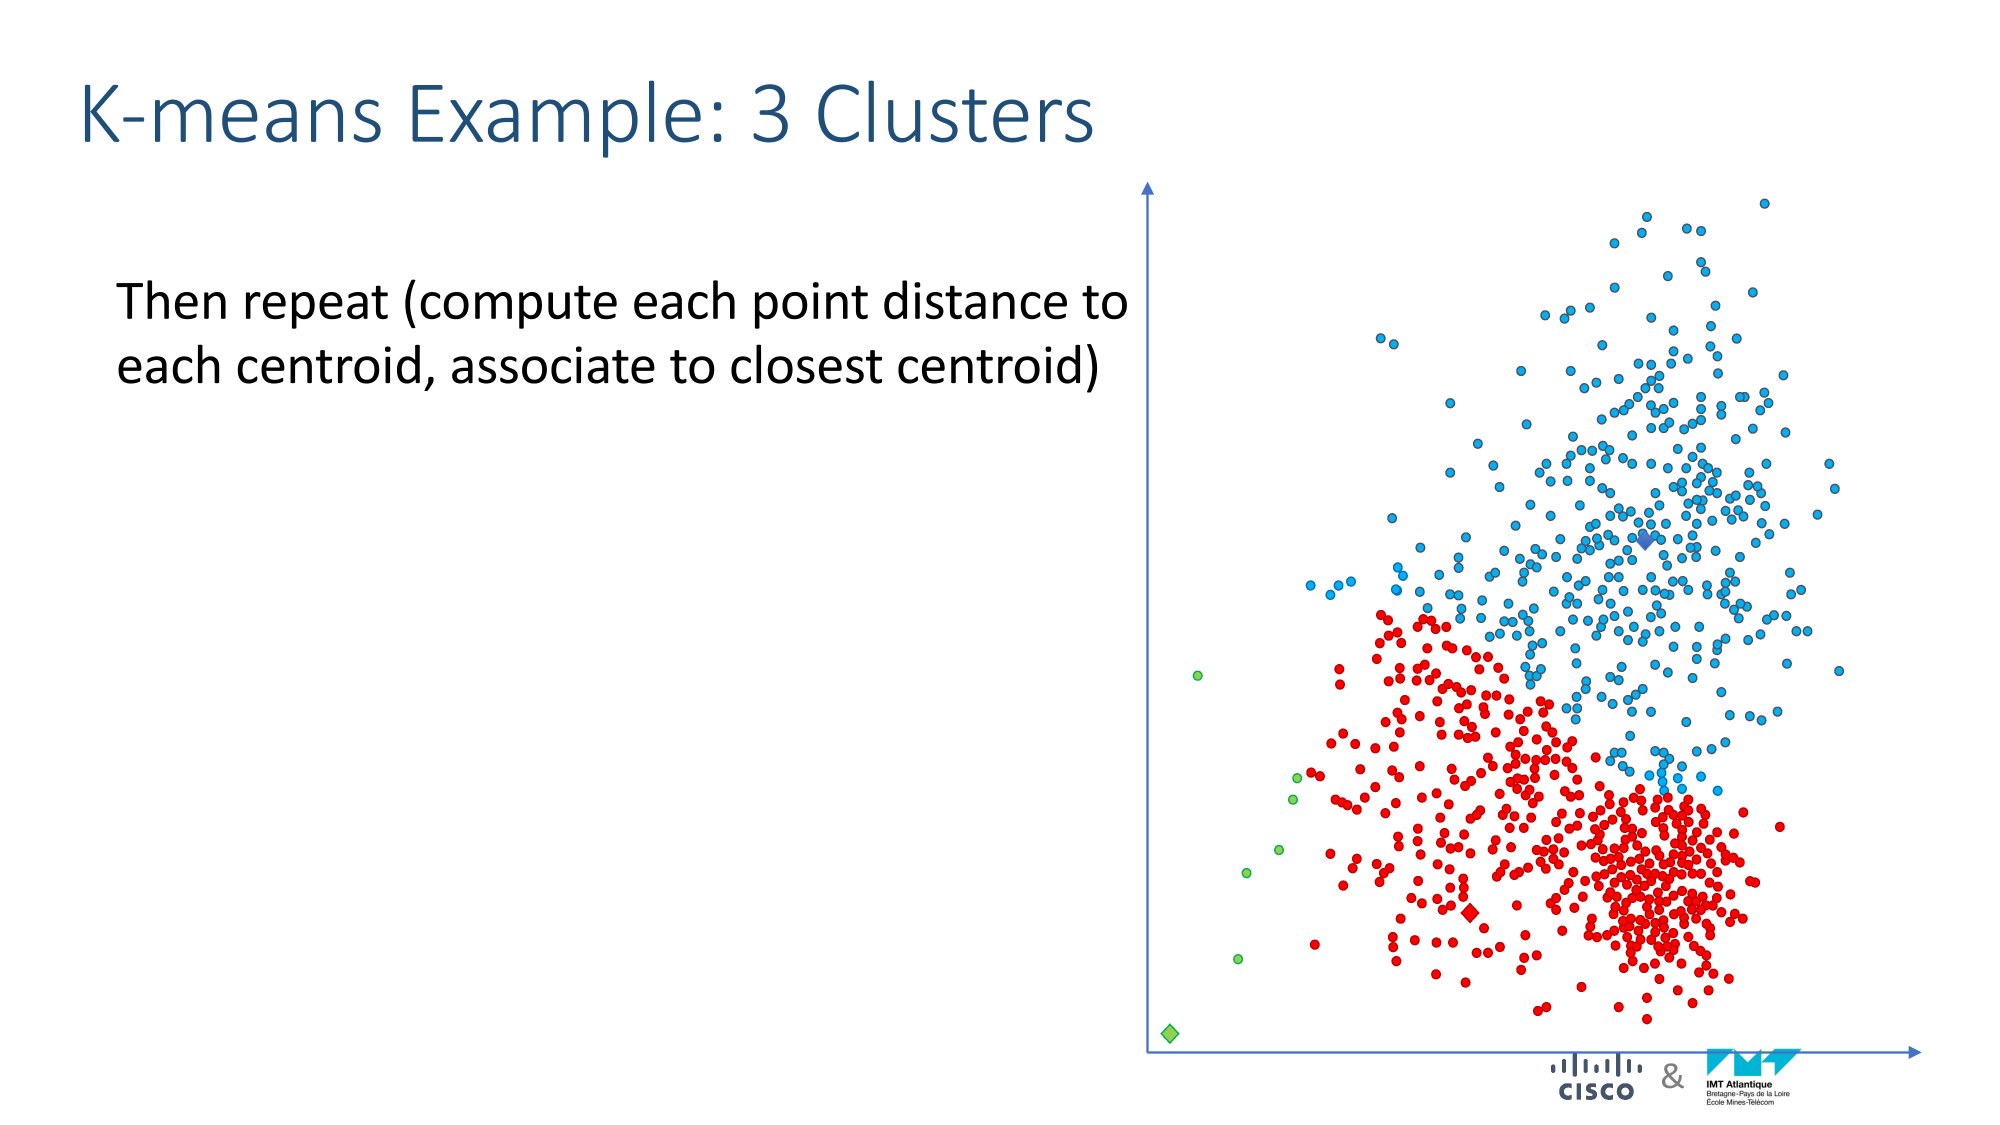 K-means Example: 3 Clusters
Then repeat (compute each point distance to
each centroid, associate to closest centroid)
CISCO
&
IMT Atlantique
Bretagne-Pays de la Loire
École Mines-Télécom